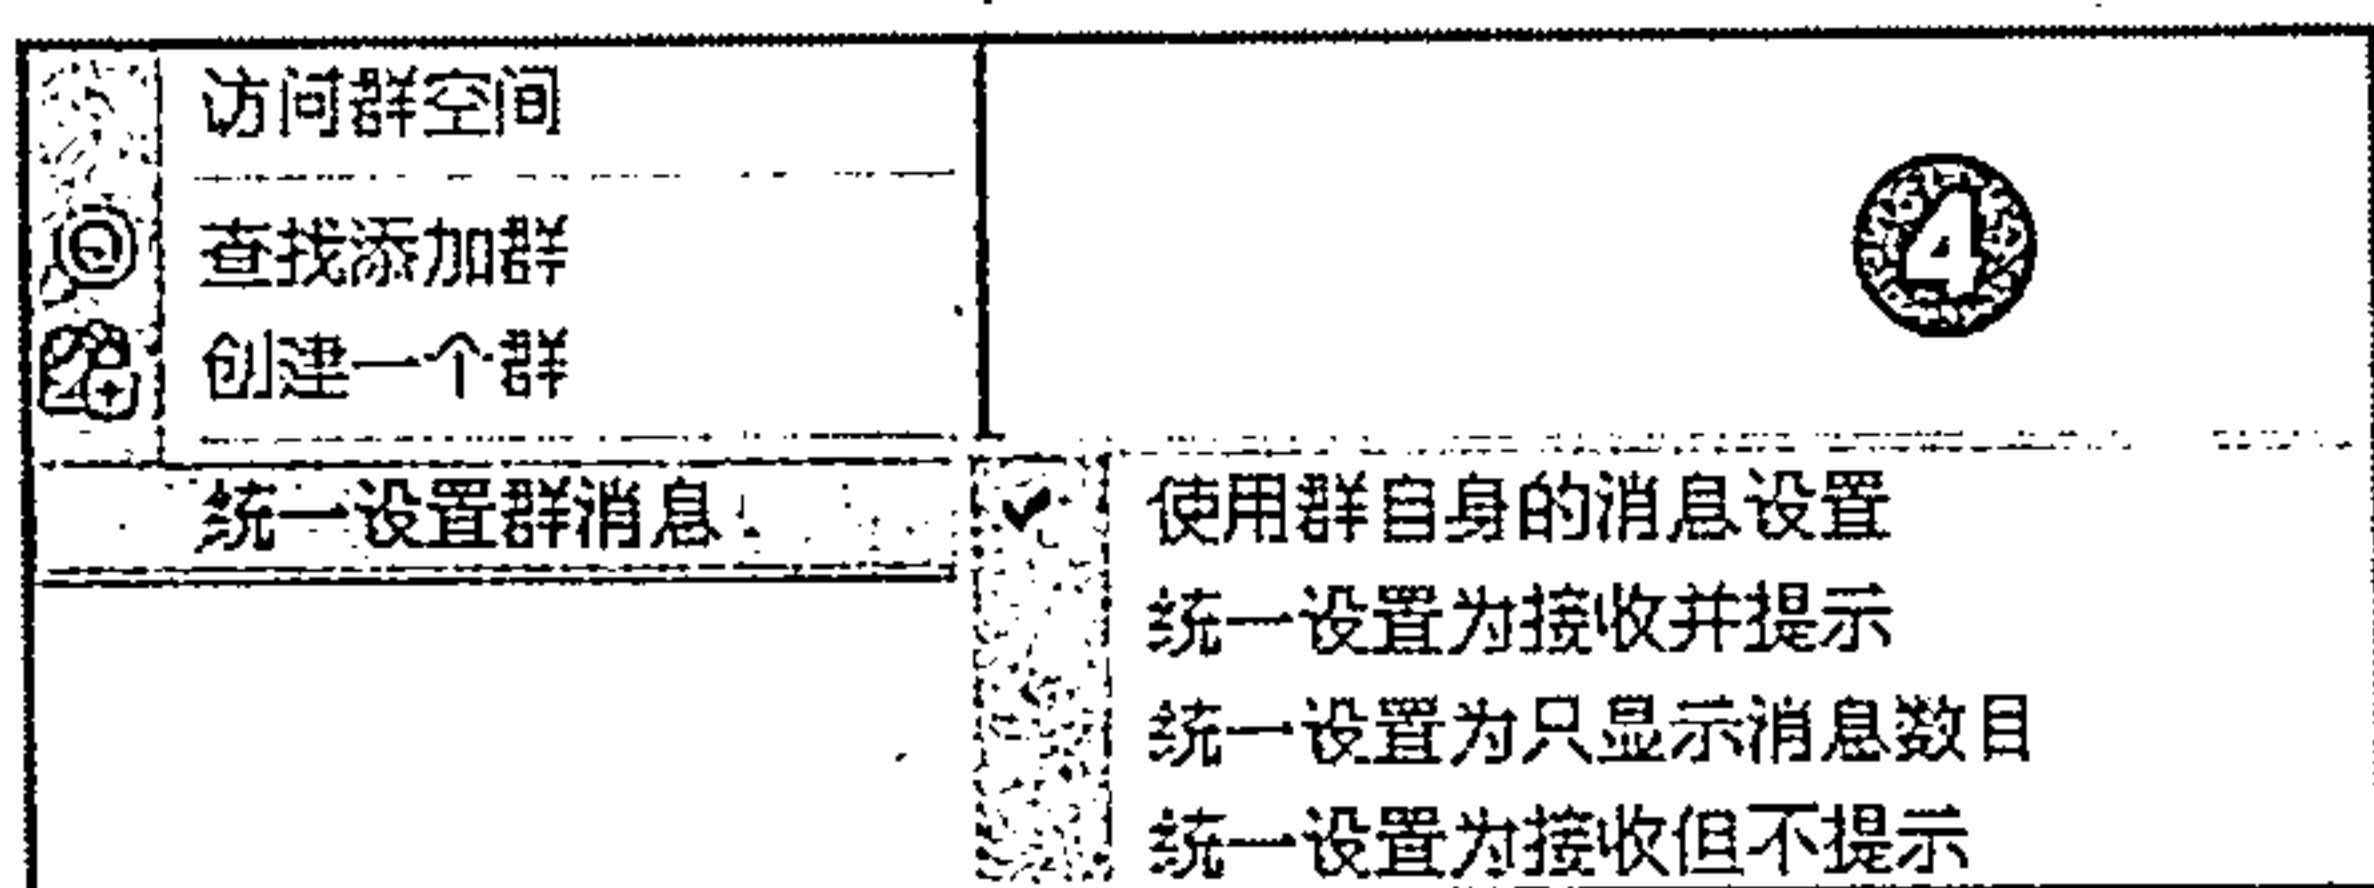 访问群空间
4
查找添加群
创建一个群
统一设置群消息
使用群自身的消息设置
统一设置为接收并提示
统一设置为只显示消息数目
统一设置为接收但不提示